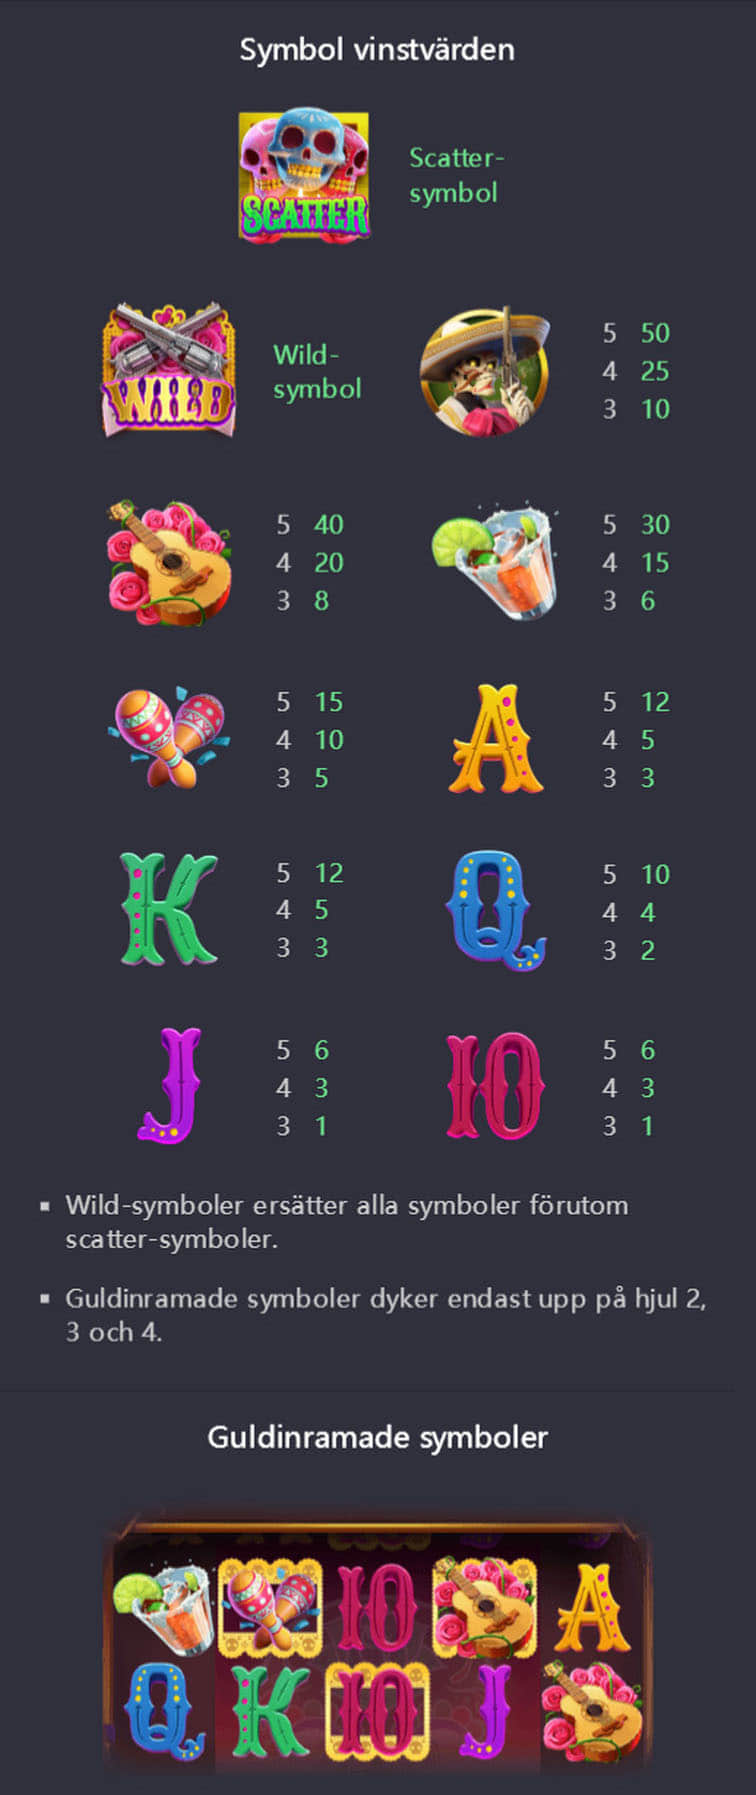 Symbol vinstvärden
SCATTER
Scatter-
symbol
WILD
Wild-
symbol
5 50
4 25
3 10
5 40
4 20
3 8
5 30
4 15
3 6
5 15
4 10
3 5
A
5 12
4 5
3 3
K
5 12
4 5
3 3
Q
5 10
4 4
3 2
J
5 6
4 3
3 1
10
5 6
4 3
3 1
▪ Wild-symboler ersätter alla symboler förutom
scatter-symboler.
▪ Guldinramade symboler dyker endast upp på hjul 2,
3 och 4.
Guldinramade symboler
10 A
Q K 10 J